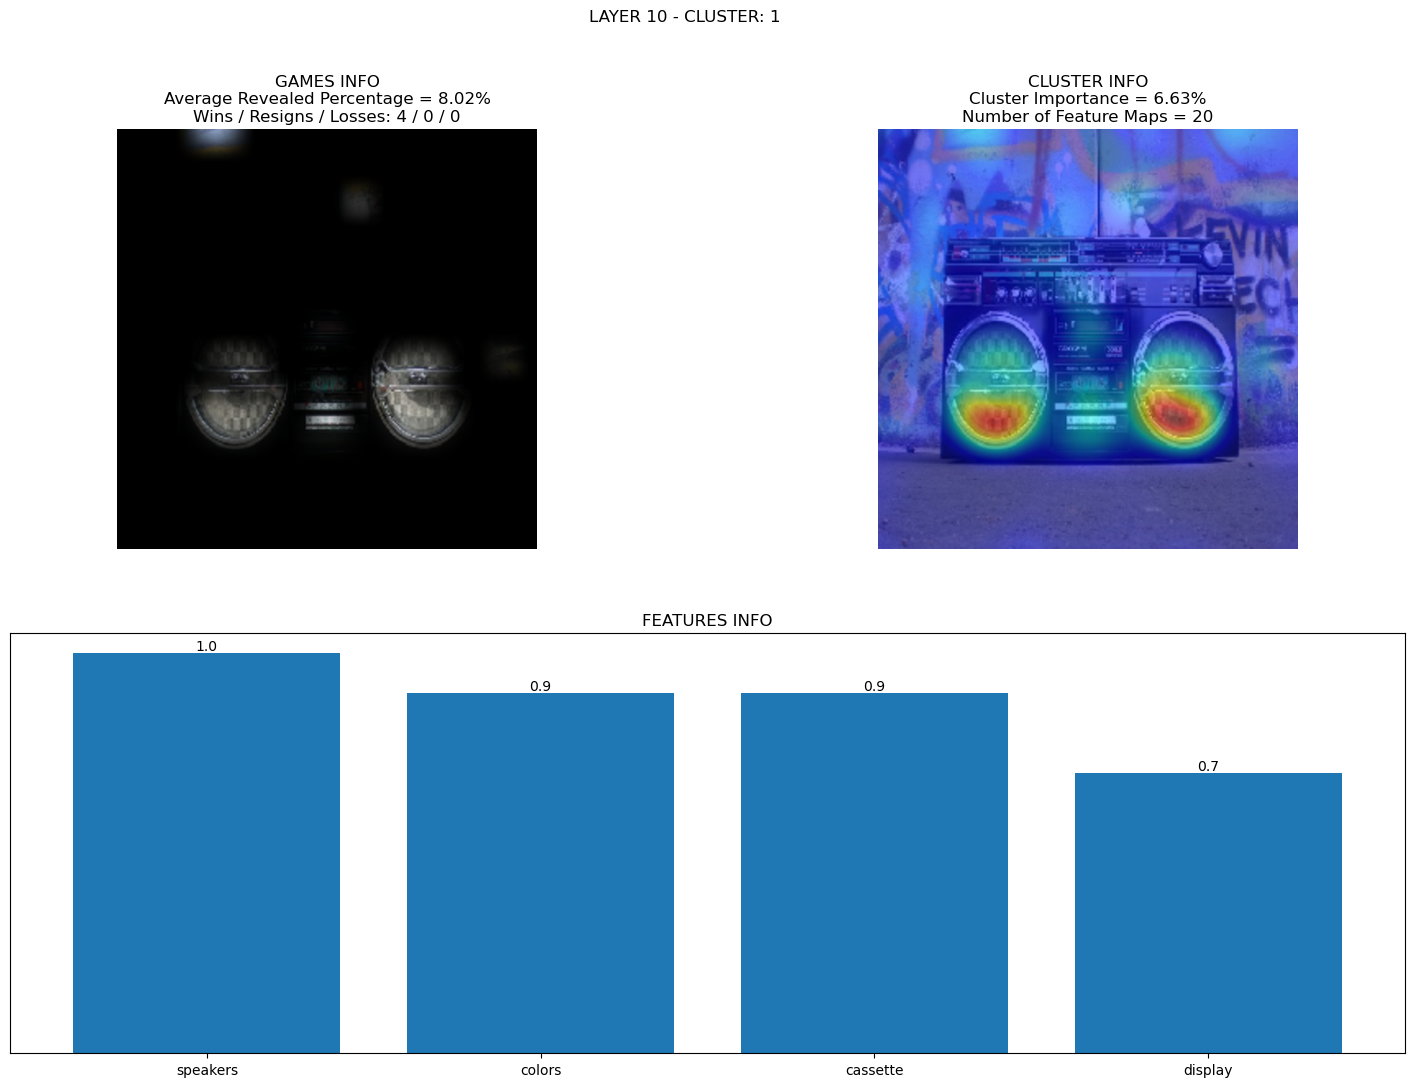 LAYER 10 - CLUSTER: 1
GAMES INFO
Average Revealed Percentage = 8.02%
Wins / Resigns / Losses: 4 / 0 / 0
CLUSTER INFO
Cluster Importance = 6.63%
Number of Feature Maps = 20
KEVIN
ECH
FEATURES INFO
1.0
0.9
0.9
0.7
speakers
colors
cassette
display